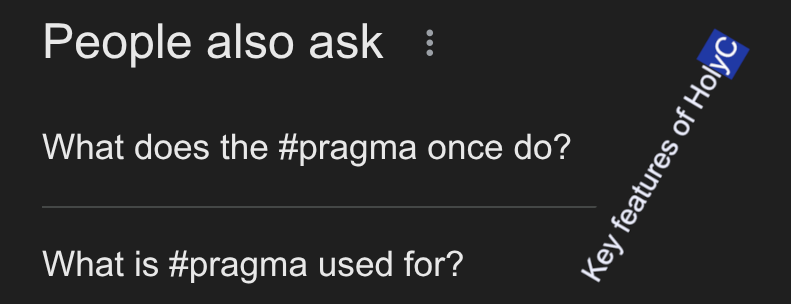 People also ask
What does the #pragma once do?
What is #pragma used for?
Key features of HolyC